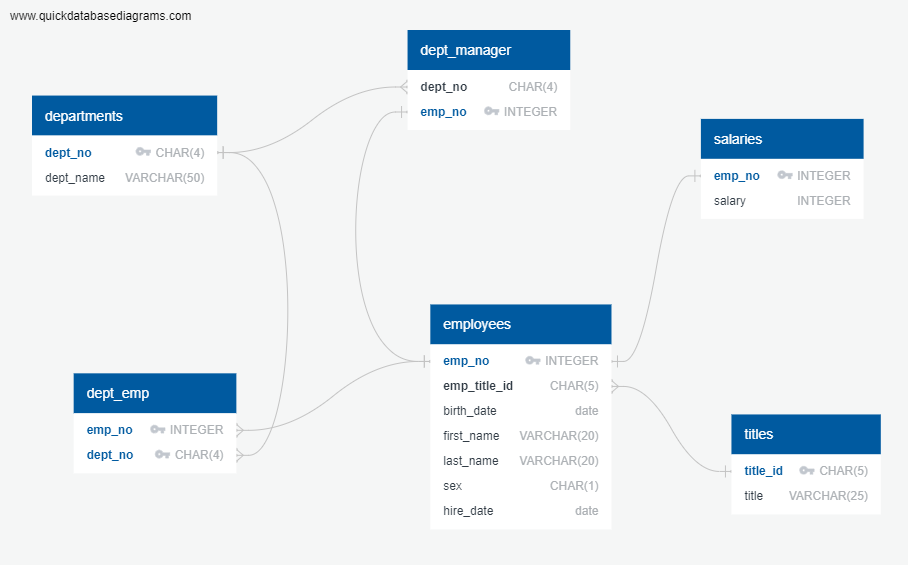 www.quickdatabasediagrams.com
dept_manager
dept_no CHAR(4)
emp_no INTEGER
departments
dept_no CHAR(4)
dept_name VARCHAR(50)
salaries
emp_no INTEGER
salary INTEGER
employees
emp_no INTEGER
emp_title_id CHAR(5)
birth_date date
first_name VARCHAR(20)
last_name VARCHAR(20)
sex CHAR(1)
hire_date date
dept_emp
emp_no INTEGER
dept_no CHAR(4)
titles
title_id CHAR(5)
title VARCHAR(25)